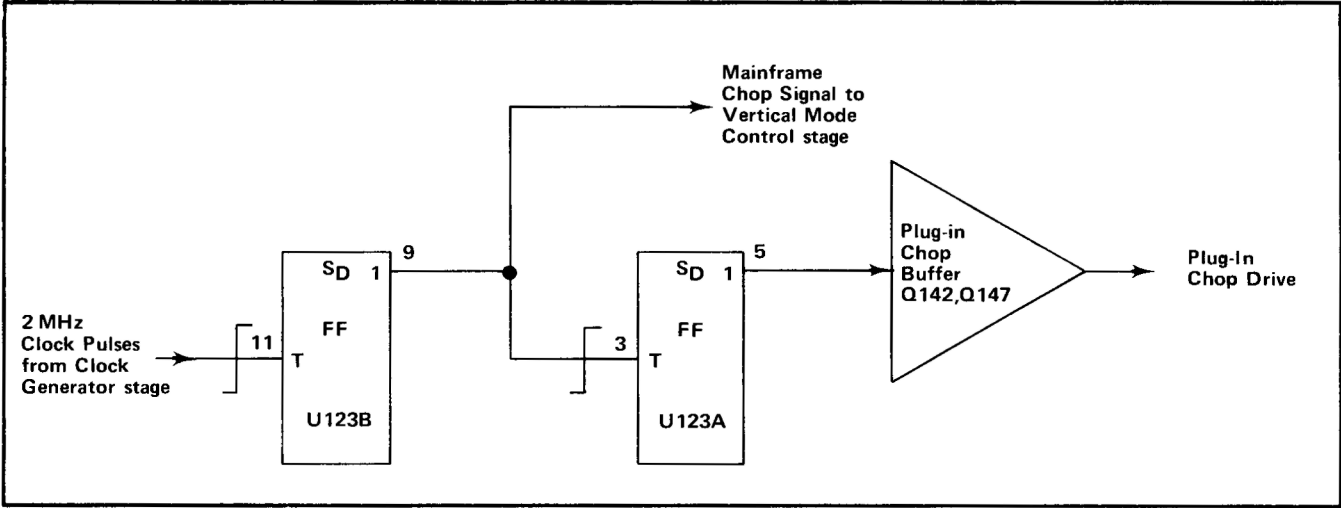 Mainframe
Chop Signal to
Vertical Mode
Control stage
2 MHz
Clock Pulses
from Clock
Generator stage
11
T
SD 1
FF
U123B
9
3
T
SD 1
FF
U123A
5
Plug-in
Chop
Buffer
Q142,Q147
Plug-In
Chop Drive